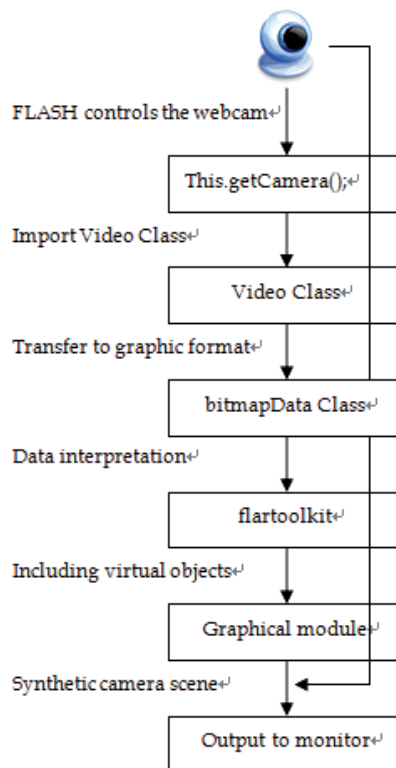 FLASH controls the webcam↵
This.getCamera();↵
Import Video Class↵
Video Class↵
Transfer to graphic format↵
bitmapData Class↵
Data interpretation↵
flartoolkit↵
Including virtual objects↵
Graphical module↵
Synthetic camera scene↵
Output to monitor↵